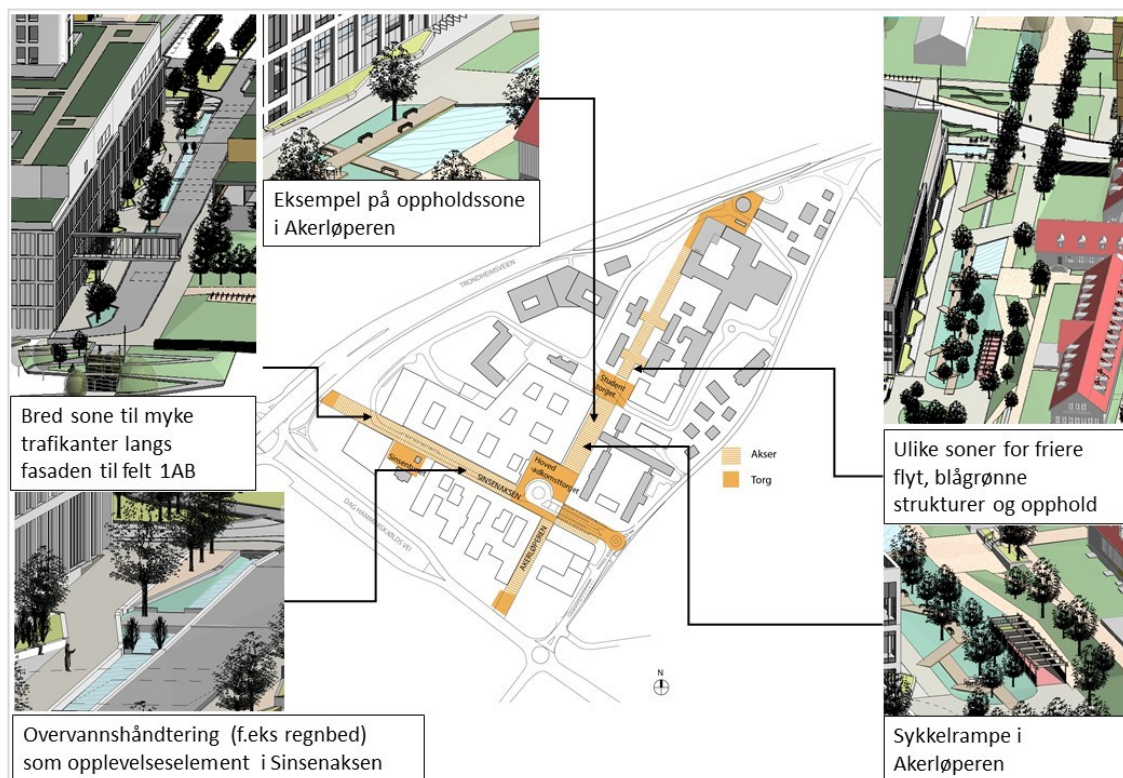 Eksempel på oppholdssone
i Akerløperen
Bred sone til myke
trafikanter langs
fasaden til felt 1AB
Overvannshåndtering (f.eks regnbed)
som opplevelseselement i Sinsenaksen
TRONDHEIMSVEIEN
Student
torget
Sinsentunet
Hoved
-adkomsttorget
SINSENAKSEN
DAG HAMMARSKJØLDS VEI
AKERLØPEREN
Akser
Torg
N
Ulike soner for friere
flyt, blågrønne
strukturer og opphold
Sykkelrampe i
Akerløperen